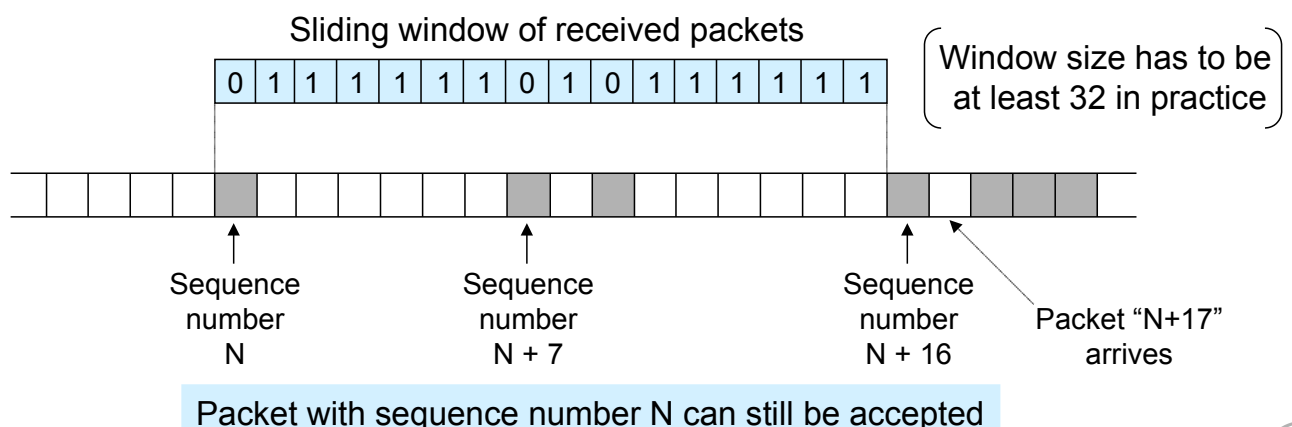 Sliding window of received packets
0 1 1 1 1 1 1 0 1 0 1 1 1 1 1 1
Window size has to be
at least 32 in practice
Sequence
number
N
Sequence
number
N + 7
Sequence
number
N + 16
Packet “N+17”
arrives
Packet with sequence number N can still be accepted